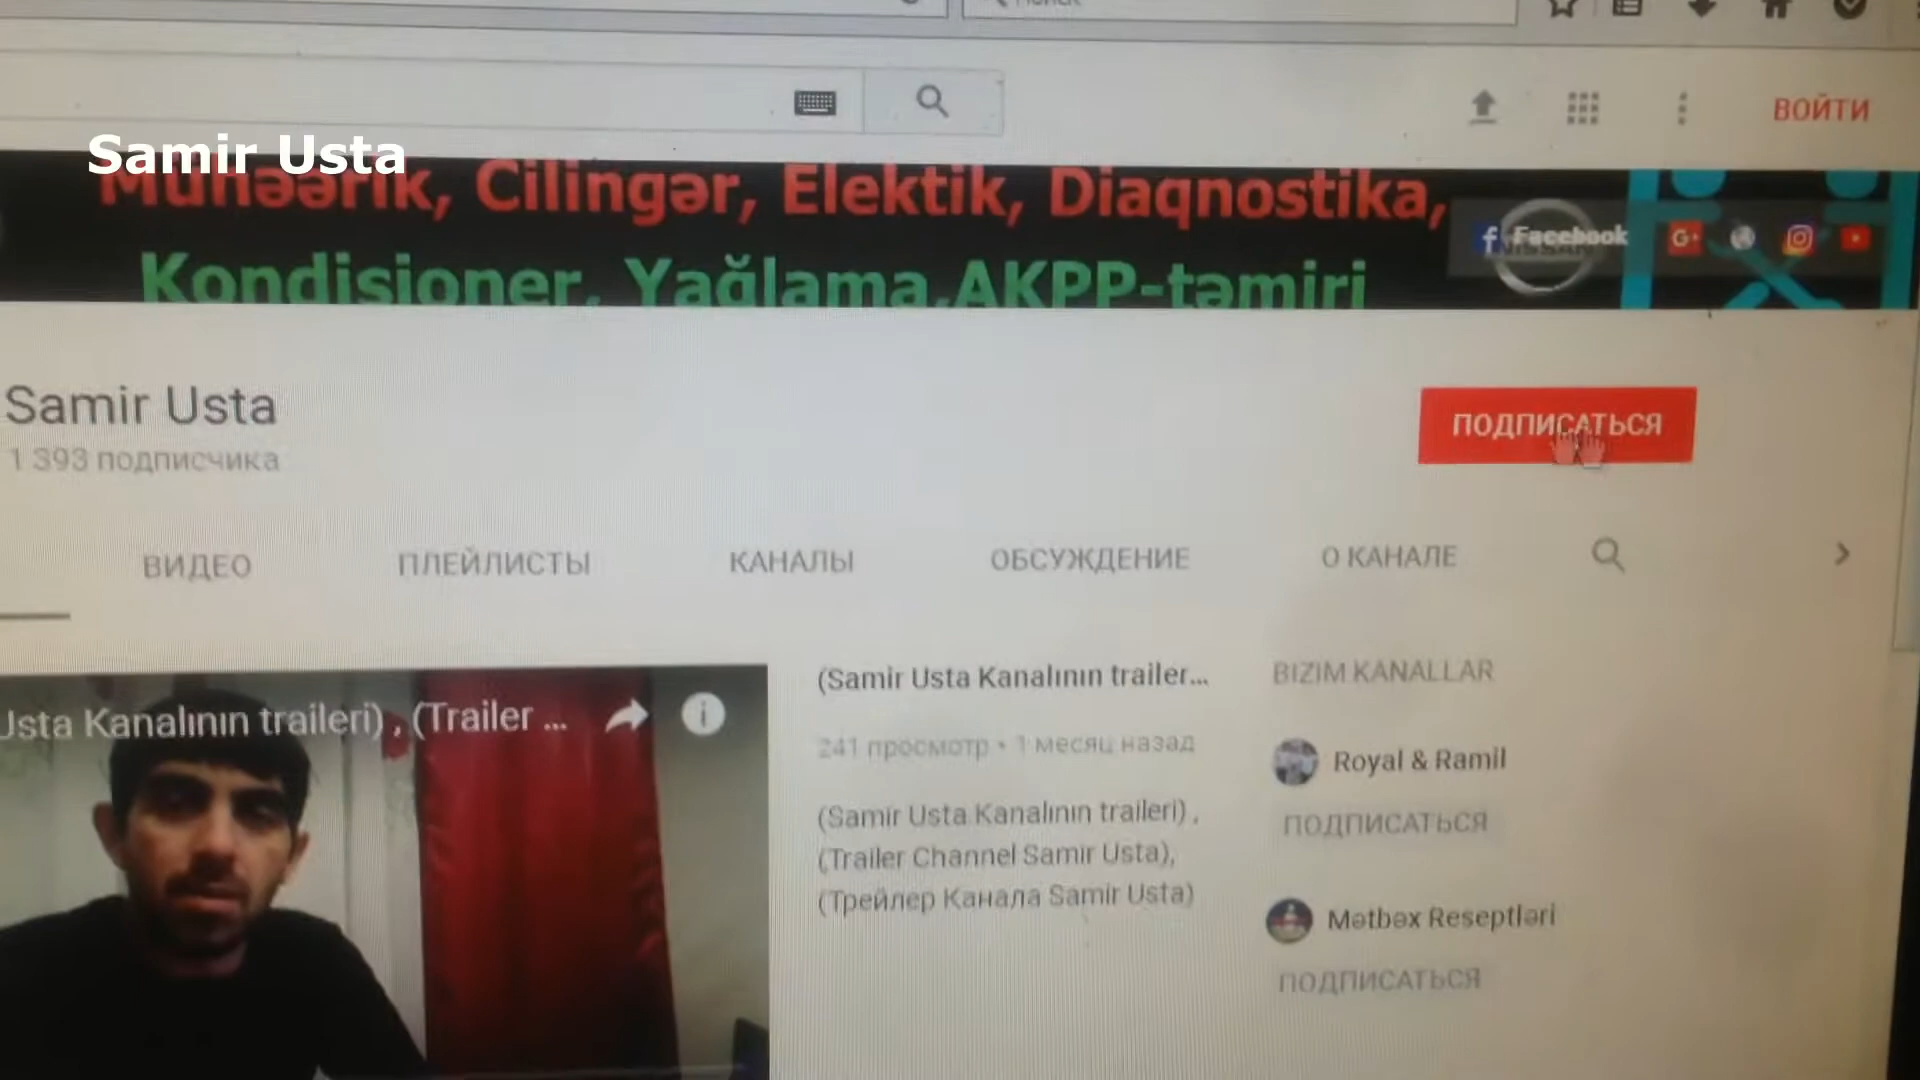 ВОЙТИ
Samir Usta
Mühəərik, Cilingər, Elektik, Diaqnostika,
Kondisioner, Yağlama,AKPP-təmiri
Facebook
G+
Samir Usta
1 393 подписчика
ПОДПИСАТЬСЯ
ВИДЕО
ПЛЕЙЛИСТЫ
КАНАЛЫ
ОБСУЖДЕНИЕ
О КАНАЛЕ
Usta Kanalının traileri) , (Trailer ...
(Samir Usta Kanalının trailer...
241 просмотр • 1 месяц назад
(Samir Usta Kanalının traileri) ,
(Trailer Channel Samir Usta),
(Трейлер Канала Samir Usta)
BIZIM KANALLAR
Royal & Ramil
ПОДПИСАТЬСЯ
Mətbəx Reseptləri
ПОДПИСАТЬСЯ